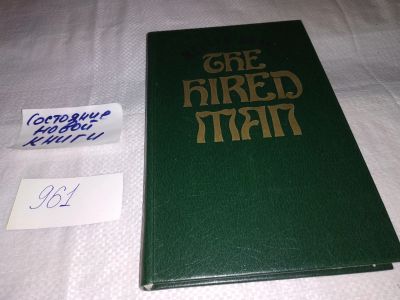 THE
HIRED
MAN
Состояние
новой
книги
961